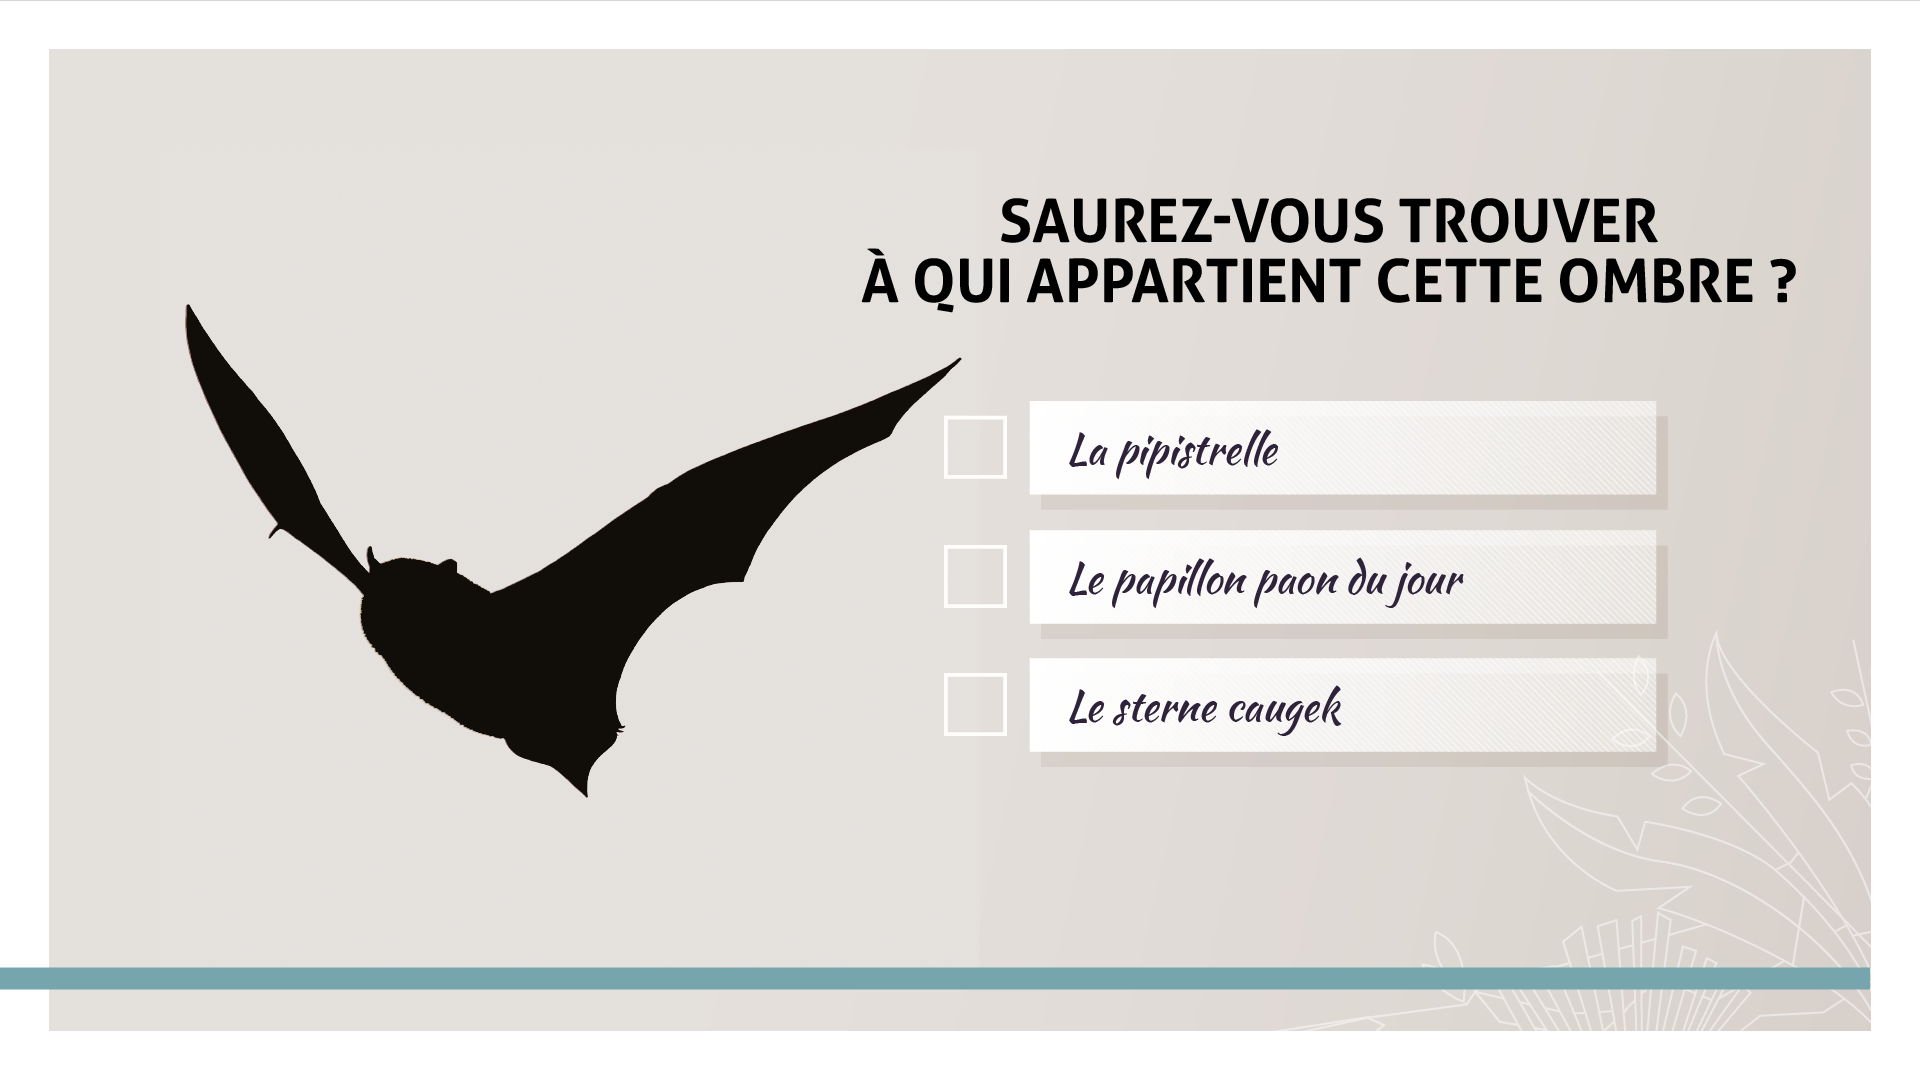 SAUREZ-VOUS TROUVER
À QUI APPARTIENT CETTE OMBRE ?
La pipistrelle
Le papillon paon du jour
Le sterne caugek